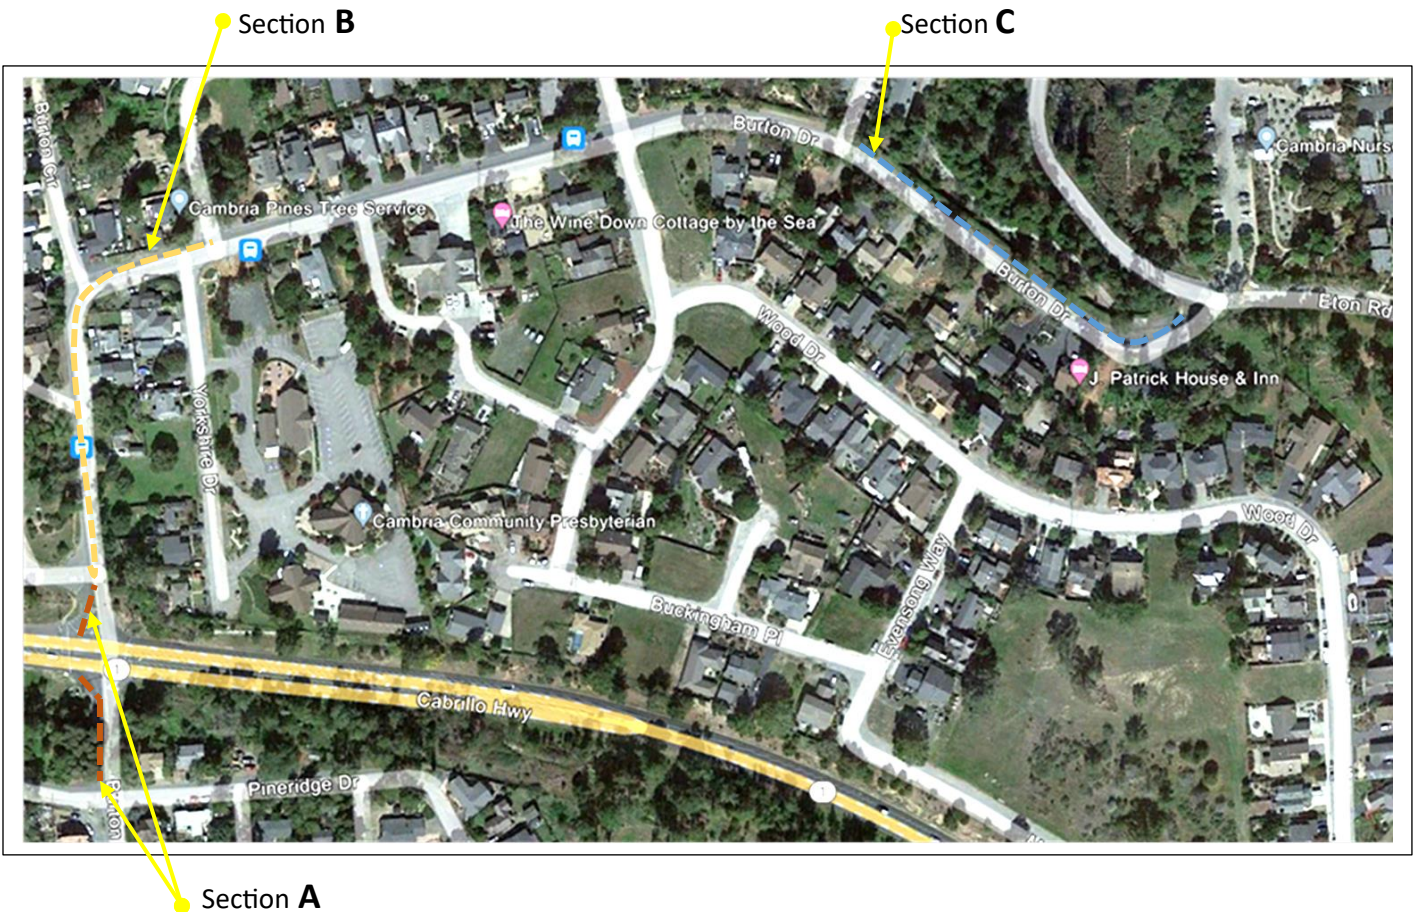 Section B
Section C
Burton Cr
Burton Dr
Cambria Nurs
Cambria Pines Tree Service
The Wine Down Cottage by the Sea
Burton Dr
Eton Rd
Wood Dr
J Patrick House & Inn
Yorkshire Dr
Cambria Community Presbyterian
Wood Dr
Evensong Way
Buckingham Pl
1
Cabrillo Hwy
Pineridge Dr
1
Burton
Section A